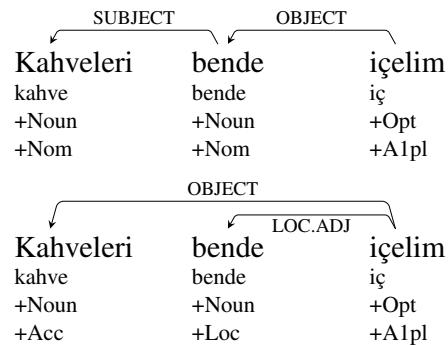 SUBJECT OBJECT
Kahveleri bende içelim
kahve bende iç
+Noun +Noun +Opt
+Nom +Nom +A1pl
OBJECT
LOC.ADJ
Kahveleri bende içelim
kahve bende iç
+Noun +Noun +Opt
+Acc +Loc +A1pl